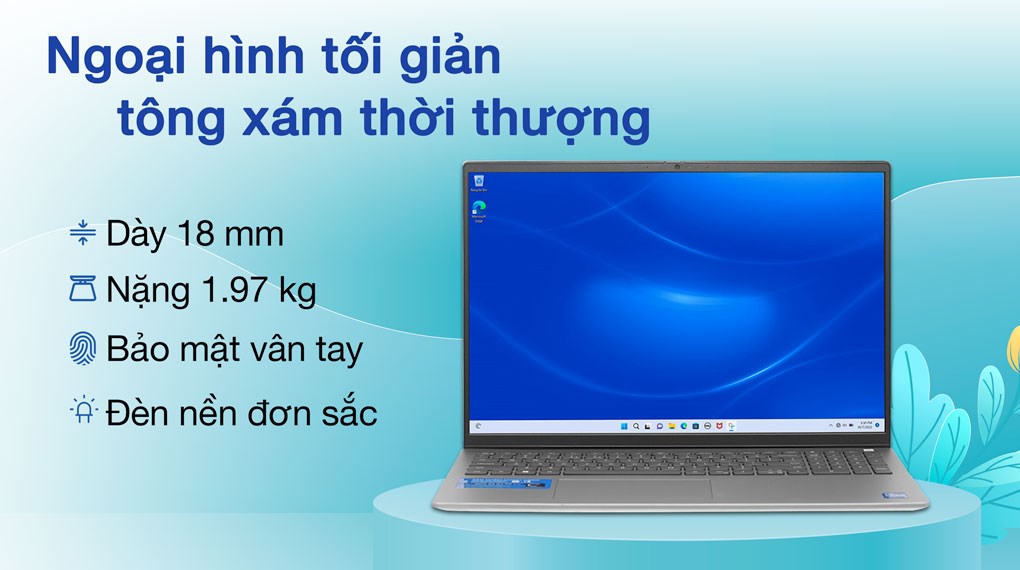 Ngoại hình tối giản
tông xám thời thượng
Dày 18 mm
Nặng 1.97 kg
Bảo mật vân tay
Đèn nền đơn sắc